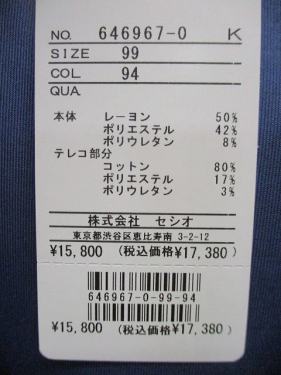 NO. 646967-0 K
SIZE 99
COL. 94
QUA.
本体 レーヨン 50%
ポリエステル 42%
ポリウレタン 8%
テレコ部分
コットン 80%
ポリエステル 17%
ポリウレタン 3%
株式会社 セシオ
東京都渋谷区恵比寿南 3-2-12
¥15,800 (税込価格¥17,380)
646967-0-99-94
¥15,800 (税込価格¥17,380)